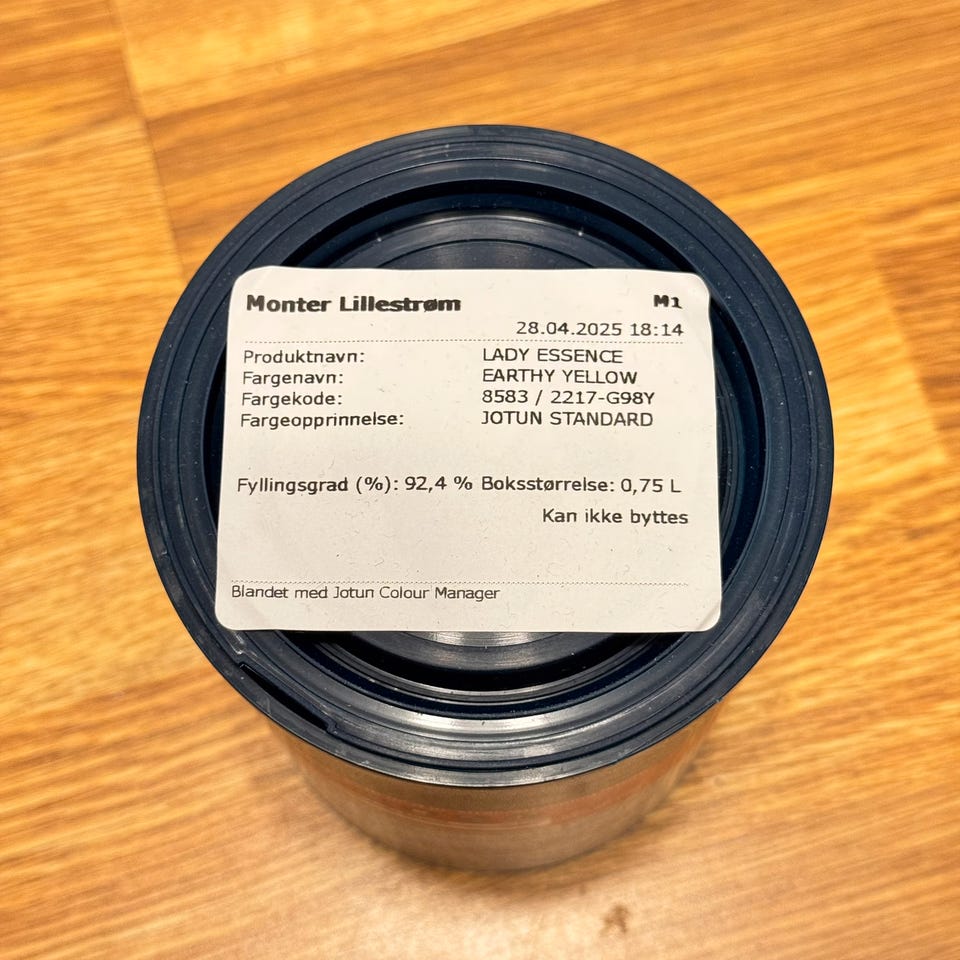 Monter Lillestrøm M1
28.04.2025 18:14
Produktnavn: LADY ESSENCE
Fargenavn: EARTHY YELLOW
Fargekode: 8583 / 2217-G98Y
Fargeopprinnelse: JOTUN STANDARD
Fyllingsgrad (%): 92,4 % Boksstørrelse: 0,75 L
Kan ikke byttes
Blandet med Jotun Colour Manager